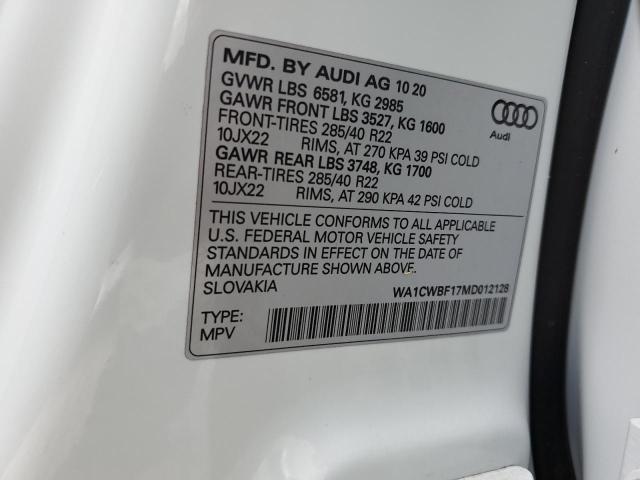 MFD. BY AUDI AG 10 20
GVWR LBS 6581, KG 2985
GAWR FRONT LBS 3527, KG 1600
FRONT-TIRES 285/40 R22
10JX22 RIMS, AT 270 KPA 39 PSI COLD
GAWR REAR LBS 3748, KG 1700
REAR-TIRES 285/40 R22
10JX22 RIMS, AT 290 KPA 42 PSI COLD
Audi
THIS VEHICLE CONFORMS TO ALL APPLICABLE
U.S. FEDERAL MOTOR VEHICLE SAFETY
STANDARDS IN EFFECT ON THE DATE OF
MANUFACTURE SHOWN ABOVE.
SLOVAKIA
WA1CWBF17MD012128
TYPE:
MPV